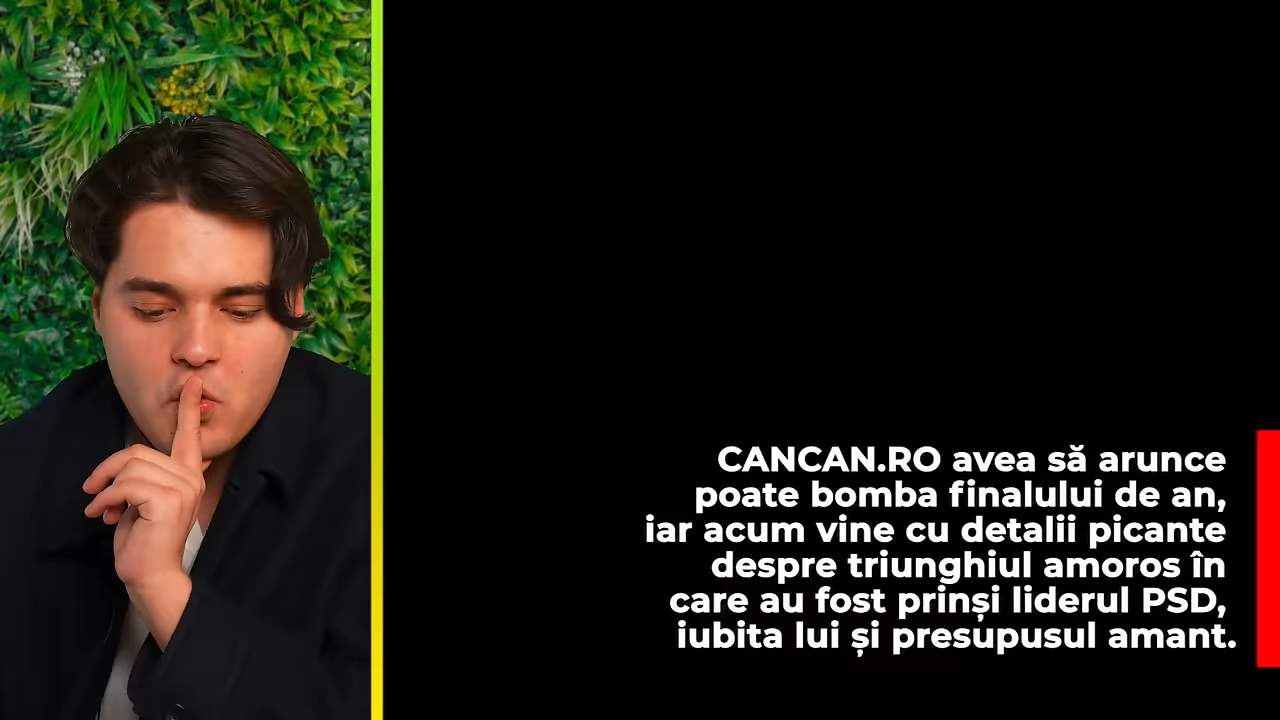 CANCAN.RO avea să arunce
poate bomba finalului de an,
iar acum vine cu detalii picante
despre triunghiul amoros în
care au fost prinși liderul PSD,
iubita lui și presupusul amant.